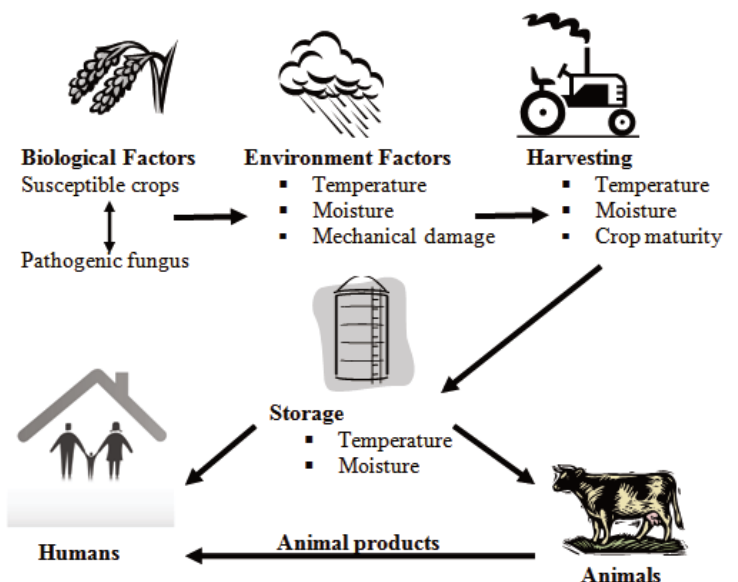 Biological Factors
Susceptible crops
Pathogenic fungus
Environment Factors
▪ Temperature
▪ Moisture
▪ Mechanical damage
Harvesting
▪ Temperature
▪ Moisture
▪ Crop maturity
Storage
▪ Temperature
▪ Moisture
Humans
Animal products
Animals